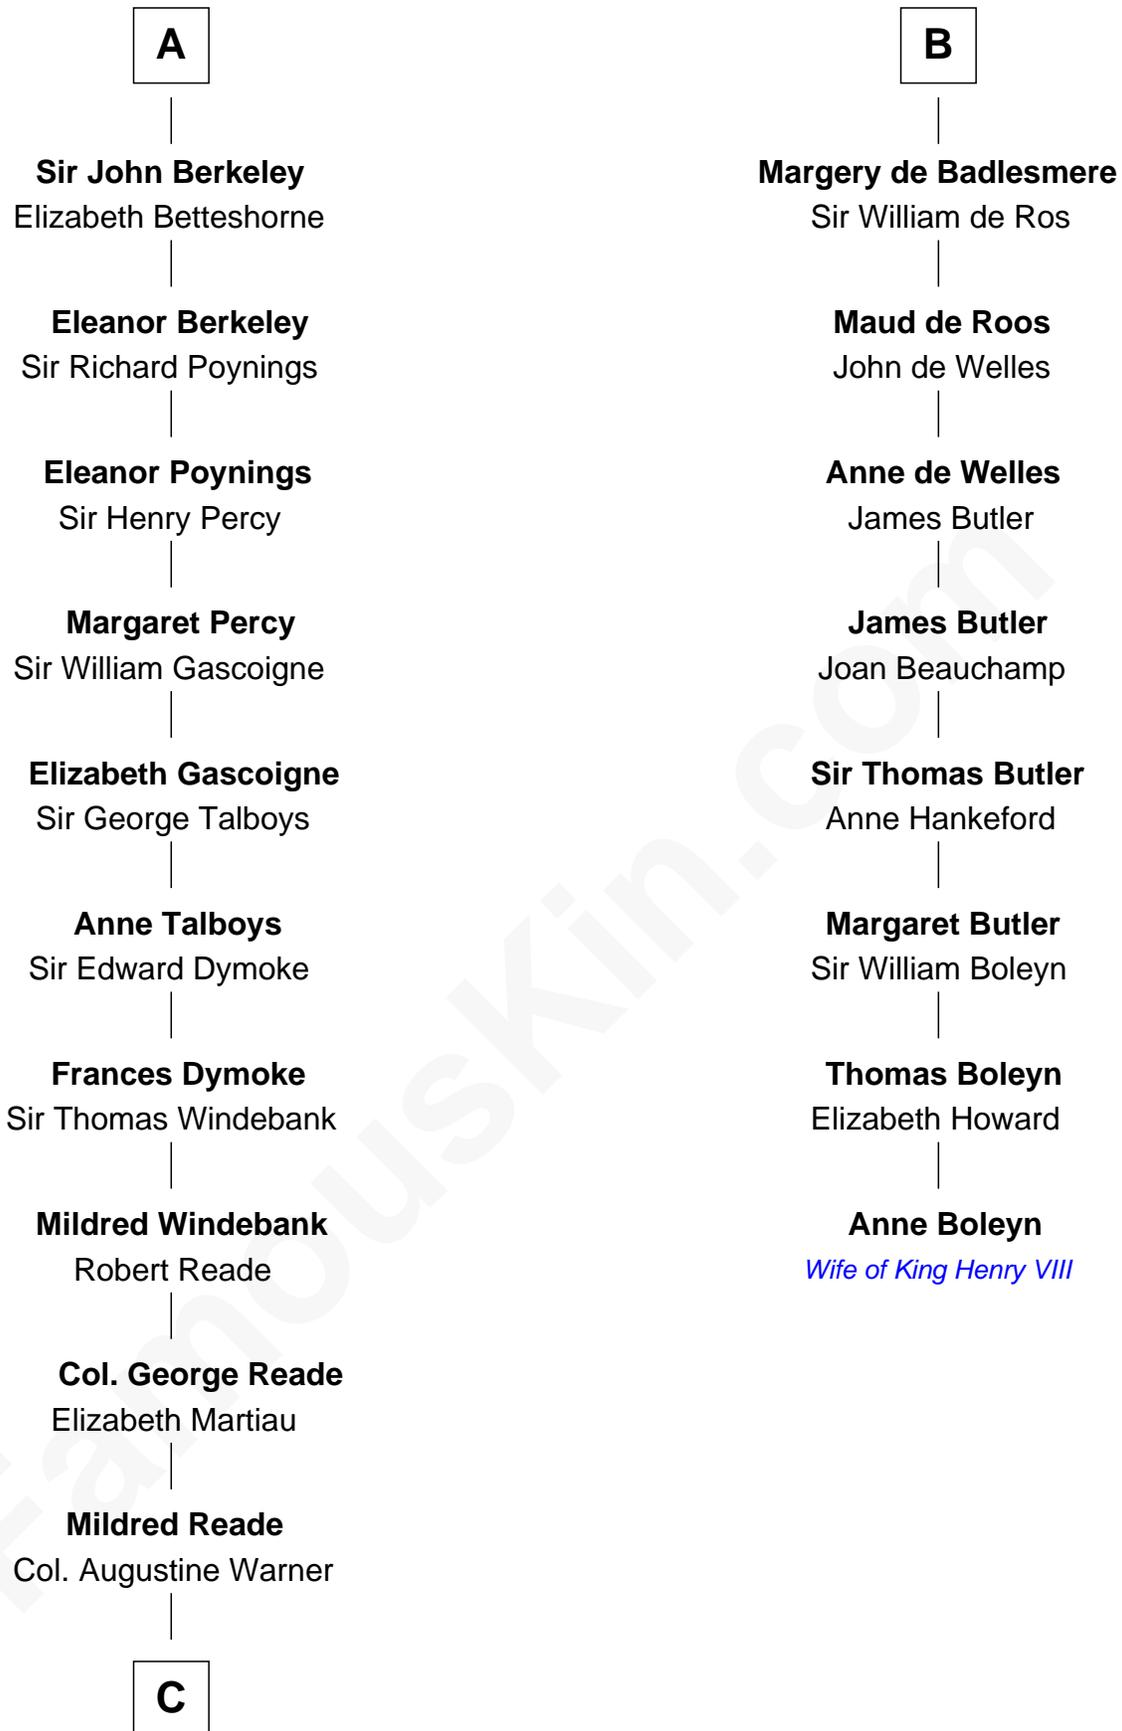 A
Sir John Berkeley
Elizabeth Betteshorne
Eleanor Berkeley
Sir Richard Poynings
Eleanor Poynings
Sir Henry Percy
Margaret Percy
Sir William Gascoigne
Elizabeth Gascoigne
Sir George Talboys
Anne Talboys
Sir Edward Dymoke
Frances Dymoke
Sir Thomas Windebank
Mildred Windebank
Robert Reade
Col. George Reade
Elizabeth Martiau
Mildred Reade
Col. Augustine Warner
C
B
Margery de Badlesmere
Sir William de Ros
Maud de Roos
John de Welles
Anne de Welles
James Butler
James Butler
Joan Beauchamp
Sir Thomas Butler
Anne Hankeford
Margaret Butler
Sir William Boleyn
Thomas Boleyn
Elizabeth Howard
Anne Boleyn
Wife of King Henry VIII
FamousKin.com